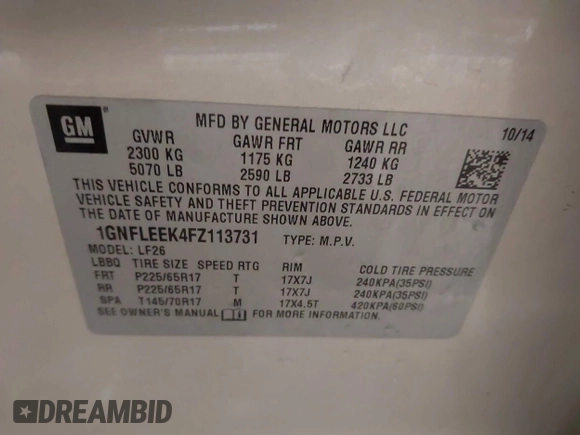 GM
MFD BY GENERAL MOTORS LLC 10/14
GVWR GAWR FRT GAWR RR
2300 KG 1175 KG 1240 KG
5070 LB 2590 LB 2733 LB
THIS VEHICLE CONFORMS TO ALL APPLICABLE U.S. FEDERAL MOTOR
VEHICLE SAFETY AND THEFT PREVENTION STANDARDS IN EFFECT ON
THE DATE OF MANUFACTURE SHOWN ABOVE.
1GNFLEEK4FZ113731 TYPE: M.P.V.
MODEL: LF26
LBBQ TIRE SIZE SPEED RTG RIM COLD TIRE PRESSURE
FRT P225/65R17 T 17X7J 240KPA(35PSI)
RR P225/65R17 T 17X7J 240KPA(35PSI)
SPA T145/70R17 M 17X4.5T 420KPA(60PSI)
SEE OWNER'S MANUAL FOR MORE INFORMATION.
DREAMBID